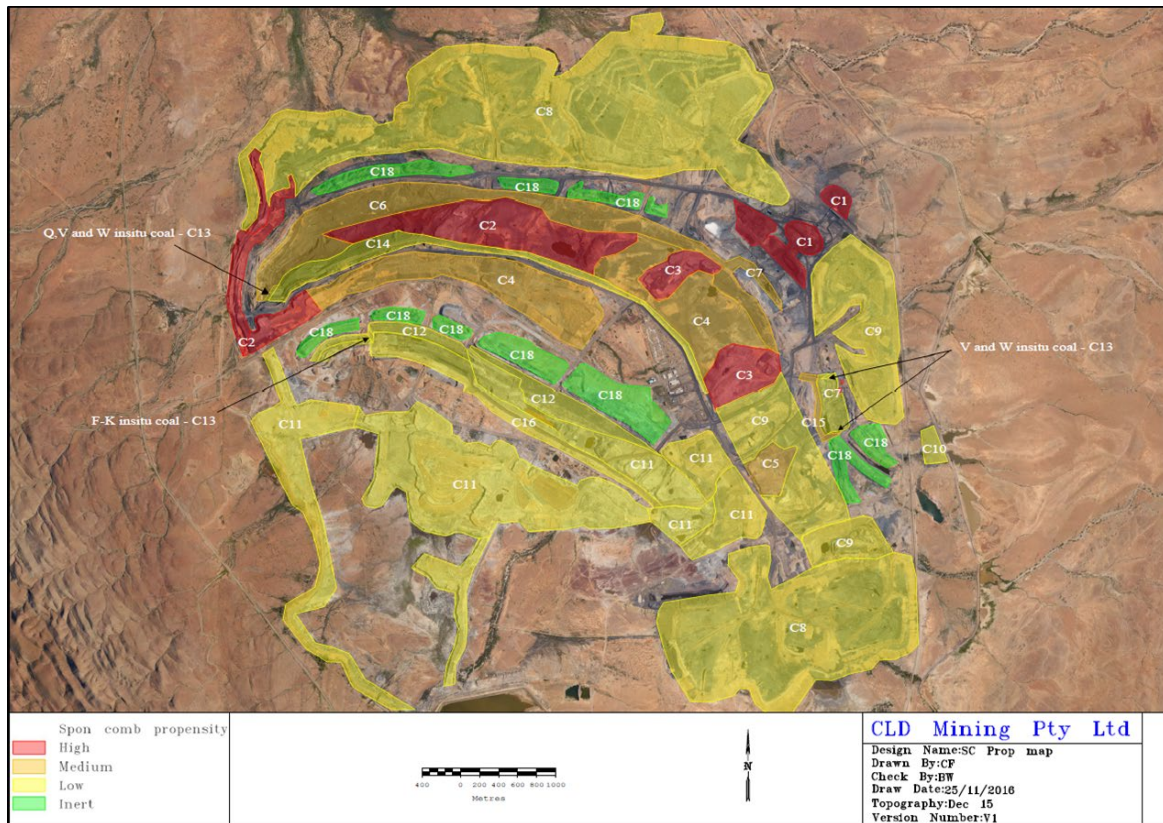 C8
C1
C18
C18
C18
C6
C2
C1
Q,V and W insitu coal - C13
C14
C3
C7
C4
C4
C9
C18
C18
C12
C18
C2
C18
V and W insitu coal - C13
C3
C7
C18
C12
F-K insitu coal - C13
C9
C11
C16
C15
C18
C10
C11
C11
C5
C18
C11
C11
C11
C9
C8
Spon comb propensity
High
Medium
Low
Inert
400 0 200 400 600 800 1000
Metres
N
CLD Mining Pty Ltd
Design Name:SC Prop map
Drawn By:CF
Check By:BW
Draw Date:25/11/2016
Topography:Dec 15
Version Number:V1